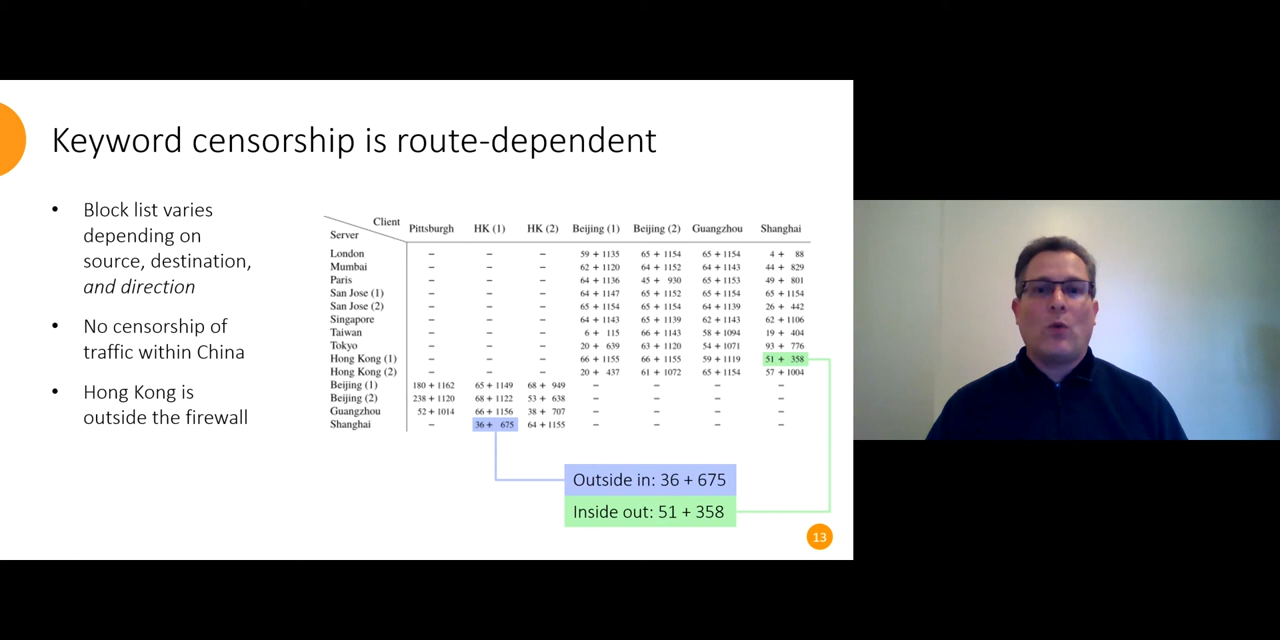 Keyword censorship is route-dependent
• Block list varies
depending on
source, destination,
and direction
• No censorship of
traffic within China
• Hong Kong is
outside the firewall
Client
Server
Pittsburgh HK (1) HK (2) Beijing (1) Beijing (2) Guangzhou Shanghai
London – – – 59 + 1135 65 + 1154 65 + 1154 4 + 88
Mumbai – – – 62 + 1120 64 + 1152 64 + 1143 44 + 829
Paris – – – 64 + 1136 45 + 930 65 + 1153 49 + 801
San Jose (1) – – – 64 + 1147 65 + 1152 65 + 1154 65 + 1154
San Jose (2) – – – 65 + 1154 65 + 1154 64 + 1139 26 + 442
Singapore – – – 64 + 1143 65 + 1139 62 + 1143 62 + 1106
Taiwan – – – 6 + 115 66 + 1143 58 + 1094 19 + 404
Tokyo – – – 20 + 639 63 + 1120 54 + 1071 93 + 776
Hong Kong (1) – – – 66 + 1155 66 + 1155 59 + 1119 51 + 358
Hong Kong (2) – – – 20 + 437 61 + 1072 65 + 1154 57 + 1004
Beijing (1) 180 + 1162 65 + 1149 68 + 949 – – – –
Beijing (2) 238 + 1120 68 + 1122 53 + 638 – – – –
Guangzhou 52 + 1014 66 + 1156 38 + 707 – – – –
Shanghai – 36 + 675 64 + 1155 – – – –
Outside in: 36 + 675
Inside out: 51 + 358
13